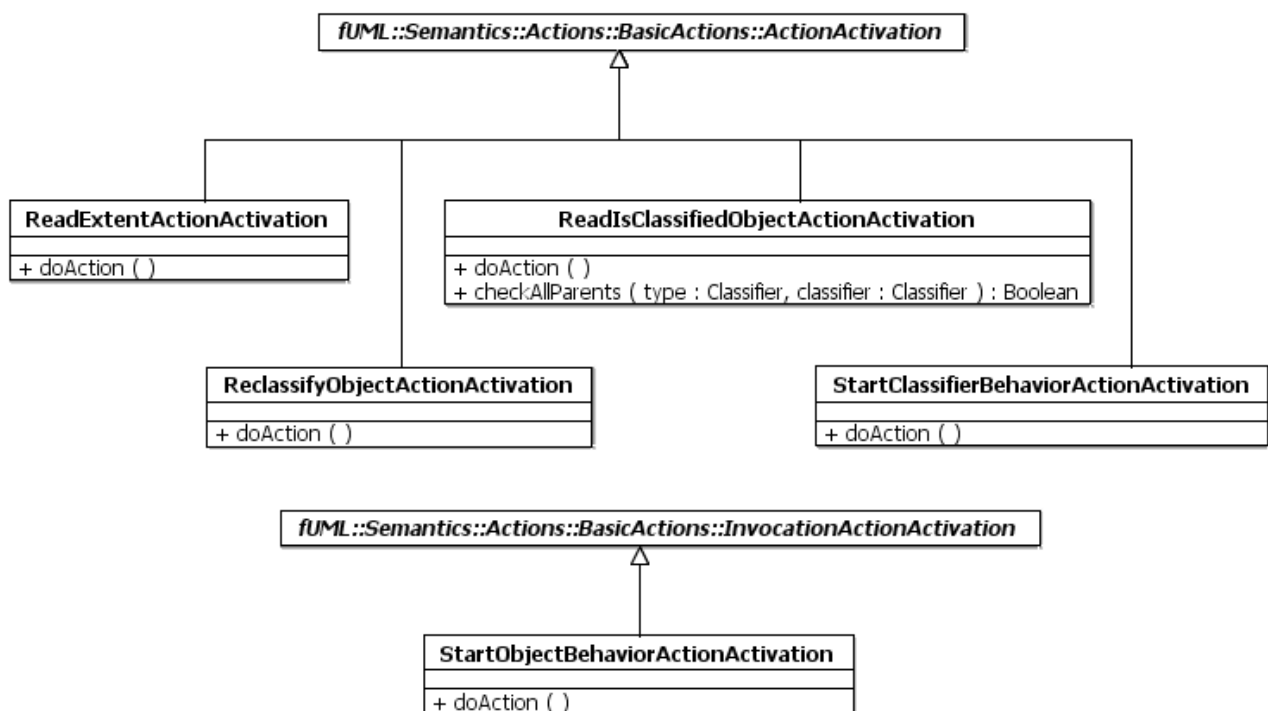 fUML::Semantics::Actions::BasicActions::ActionActivation
ReadExtentActionActivation
+ doAction ( )
ReadIsClassifiedObjectActionActivation
+ doAction ( )
+ checkAllParents ( type : Classifier, classifier : Classifier ) : Boolean
ReclassifyObjectActionActivation
+ doAction ( )
StartClassifierBehaviorActionActivation
+ doAction ( )
fUML::Semantics::Actions::BasicActions::InvocationActionActivation
StartObjectBehaviorActionActivation
+ doAction ( )